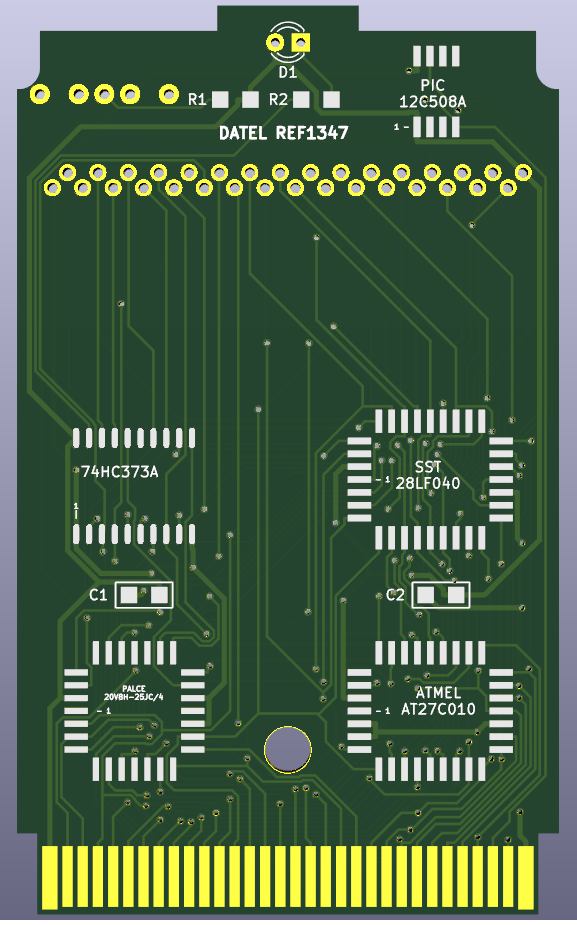 D1
R1
R2
PIC
12C508A
1 -
DATEL REF1347
74HC373A
1
SST
28LF040
- 1
C1
C2
PALCE
20V8H-25JC/4
- 1
ATMEL
AT27C010
- 1